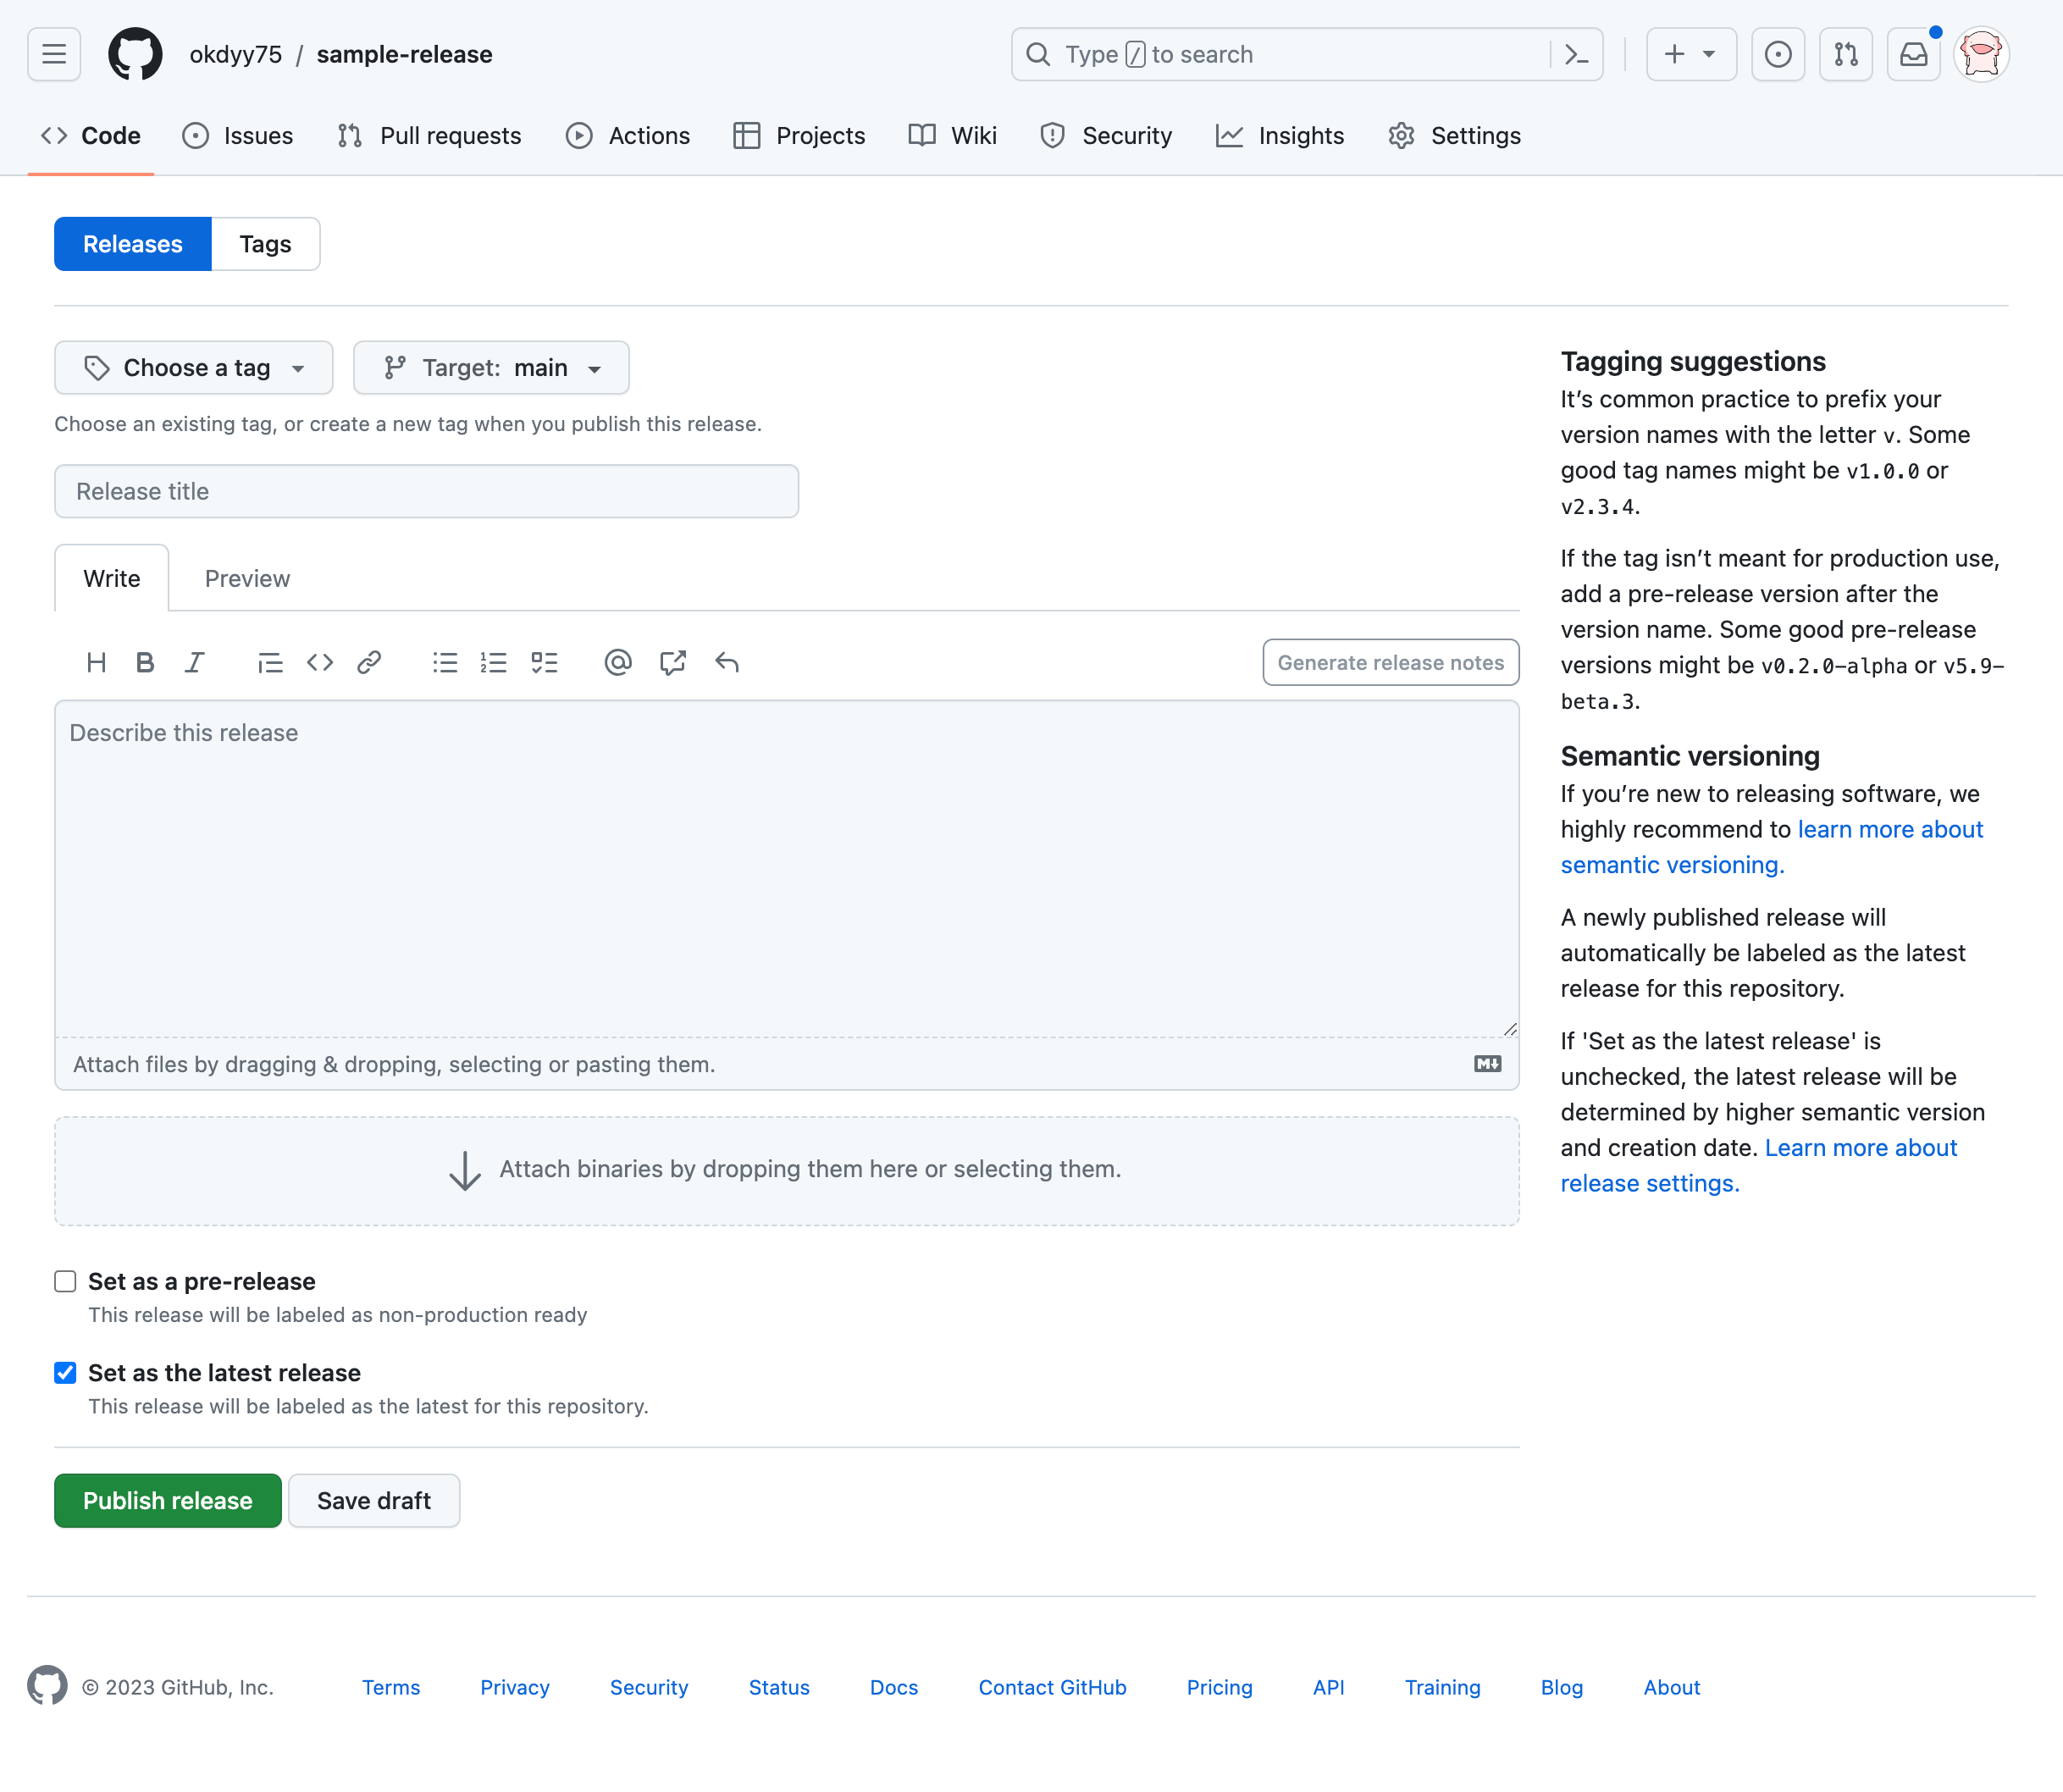 okdyy75 / sample-release
Type / to search
Code Issues Pull requests Actions Projects Wiki Security Insights Settings
Releases Tags
Choose a tag Target: main
Choose an existing tag, or create a new tag when you publish this release.
Release title
Write Preview
Generate release notes
Describe this release
Attach files by dragging & dropping, selecting or pasting them.
Attach binaries by dropping them here or selecting them.
Set as a pre-release
This release will be labeled as non-production ready
Set as the latest release
This release will be labeled as the latest for this repository.
Publish release Save draft
Tagging suggestions
It’s common practice to prefix your
version names with the letter v. Some
good tag names might be v1.0.0 or
v2.3.4.
If the tag isn’t meant for production use,
add a pre-release version after the
version name. Some good pre-release
versions might be v0.2.0-alpha or v5.9-
beta.3.
Semantic versioning
If you’re new to releasing software, we
highly recommend to learn more about
semantic versioning.
A newly published release will
automatically be labeled as the latest
release for this repository.
If 'Set as the latest release' is
unchecked, the latest release will be
determined by higher semantic version
and creation date. Learn more about
release settings.
© 2023 GitHub, Inc. Terms Privacy Security Status Docs Contact GitHub Pricing API Training Blog About